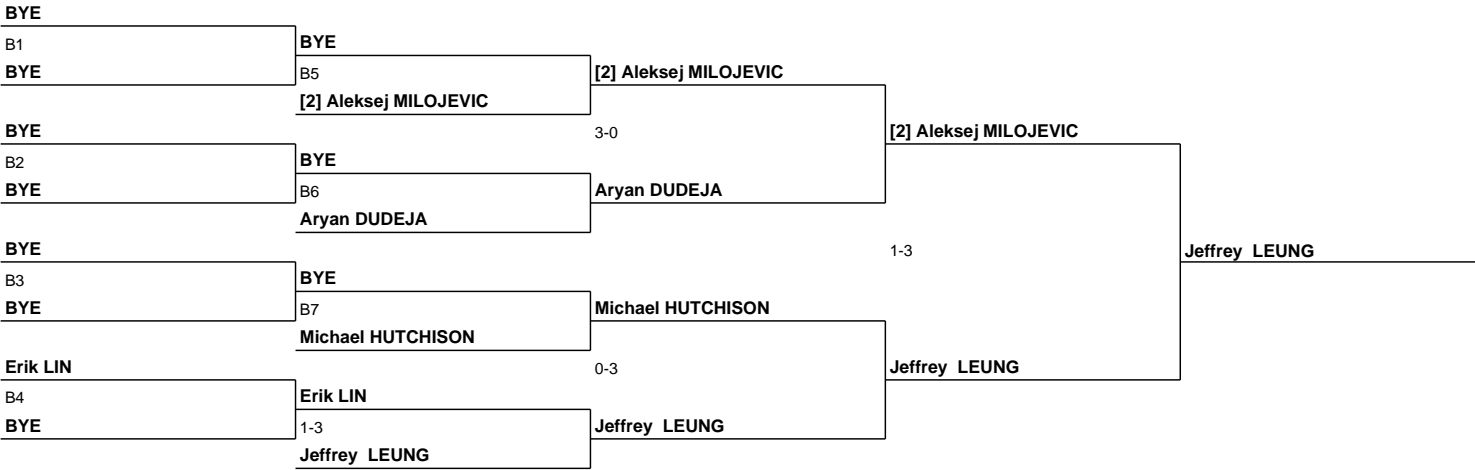 BYE
B1
BYE
BYE
B5
[2] Aleksej MILOJEVIC
[2] Aleksej MILOJEVIC
BYE
3-0
[2] Aleksej MILOJEVIC
B2
BYE
BYE
B6
Aryan DUDEJA
Aryan DUDEJA
BYE
1-3
Jeffrey LEUNG
B3
BYE
BYE
B7
Michael HUTCHISON
Michael HUTCHISON
Erik LIN
0-3
Jeffrey LEUNG
B4
Erik LIN
BYE
1-3
Jeffrey LEUNG
Jeffrey LEUNG